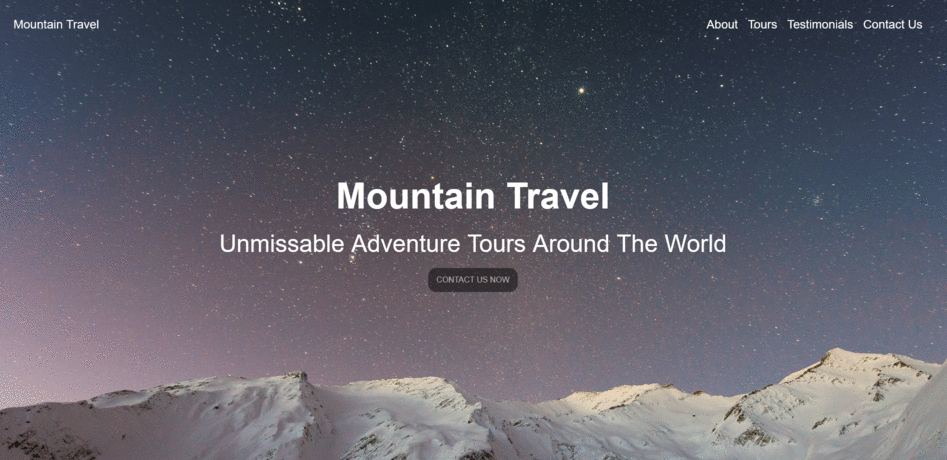 Mountain Travel
About Tours Testimonials Contact Us
Mountain Travel
Unmissable Adventure Tours Around The World
CONTACT US NOW